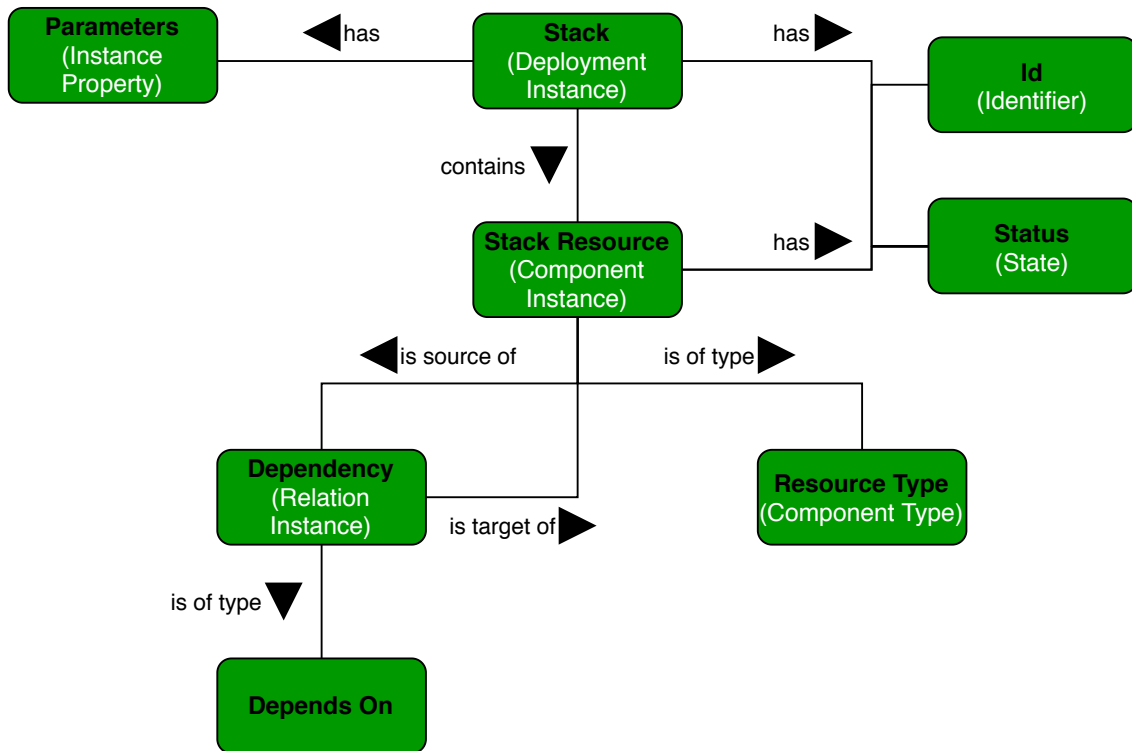 Parameters
(Instance
Property)
has
Stack
(Deployment
Instance)
has
Id
(Identifier)
contains
Stack Resource
(Component
Instance)
has
Status
(State)
is source of
is of type
Dependency
(Relation
Instance)
is target of
Resource Type
(Component Type)
is of type
Depends On